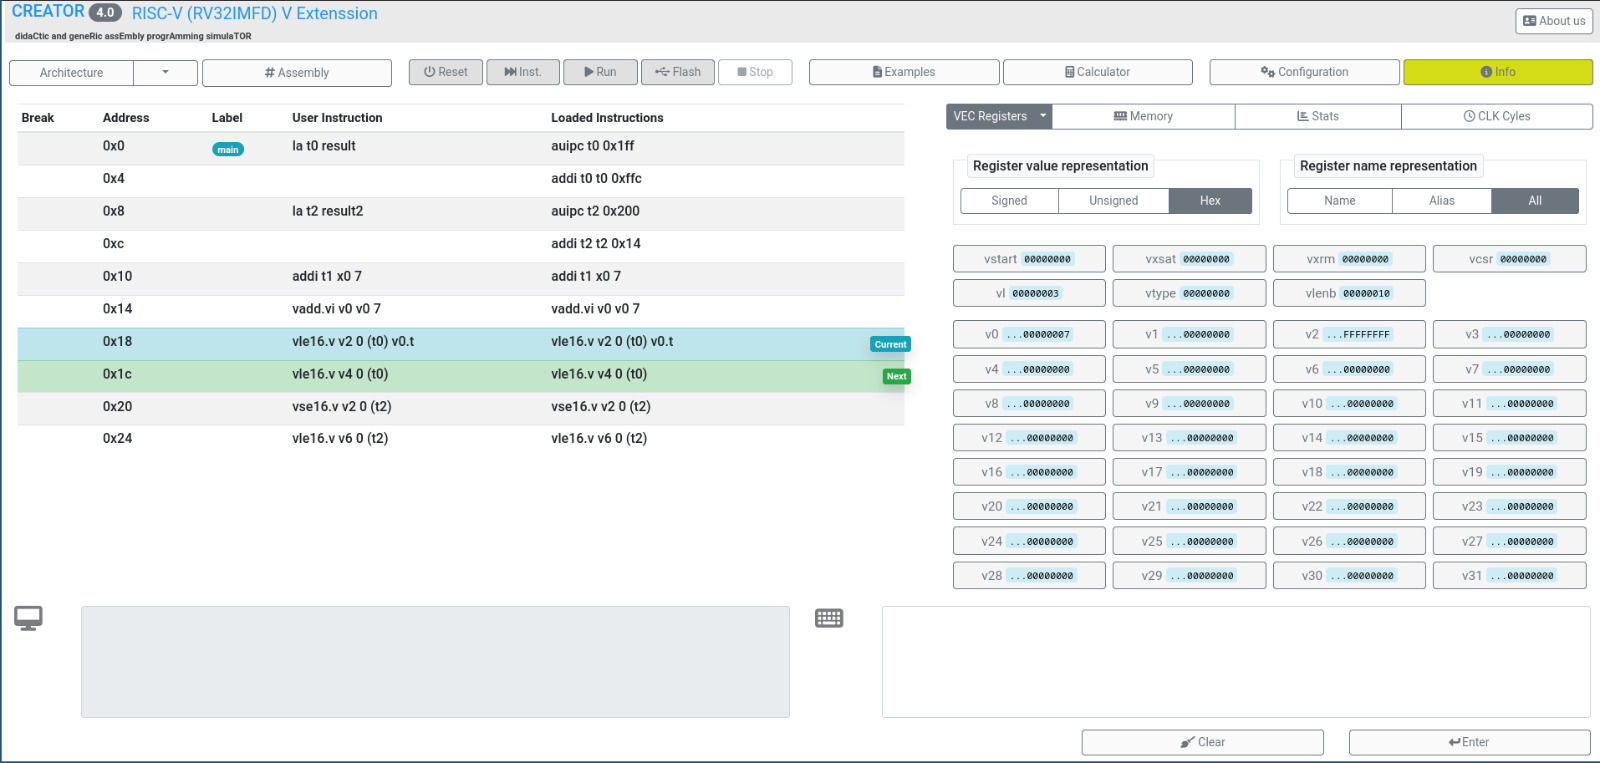 CREATOR 4.0 RISC-V (RV32IMFD) V Extenssion
didaCtic and geneRic assEmbly progrAmming simulaTOR
About us
Architecture # Assembly Reset Inst. Run Flash Stop Examples Calculator Configuration Info
Break Address Label User Instruction Loaded Instructions
0x0 main la t0 result auipc t0 0x1ff
0x4 addi t0 t0 0xffc
0x8 la t2 result2 auipc t2 0x200
0xc addi t2 t2 0x14
0x10 addi t1 x0 7 addi t1 x0 7
0x14 vadd.vi v0 v0 7 vadd.vi v0 v0 7
0x18 vle16.v v2 0 (t0) v0.t vle16.v v2 0 (t0) v0.t Current
0x1c vle16.v v4 0 (t0) vle16.v v4 0 (t0) Next
0x20 vse16.v v2 0 (t2) vse16.v v2 0 (t2)
0x24 vle16.v v6 0 (t2) vle16.v v6 0 (t2)
VEC Registers Memory Stats CLK Cyles
Register value representation Register name representation
Signed Unsigned Hex Name Alias All
vstart 00000000 vxsat 00000000 vxrm 00000000 vcsr 00000000
vl 00000003 vtype 00000000 vlenb 00000010
v0 ...00000007 v1 ...00000000 v2 ...FFFFFFFF v3 ...00000000
v4 ...00000000 v5 ...00000000 v6 ...00000000 v7 ...00000000
v8 ...00000000 v9 ...00000000 v10 ...00000000 v11 ...00000000
v12 ...00000000 v13 ...00000000 v14 ...00000000 v15 ...00000000
v16 ...00000000 v17 ...00000000 v18 ...00000000 v19 ...00000000
v20 ...00000000 v21 ...00000000 v22 ...00000000 v23 ...00000000
v24 ...00000000 v25 ...00000000 v26 ...00000000 v27 ...00000000
v28 ...00000000 v29 ...00000000 v30 ...00000000 v31 ...00000000
Clear Enter